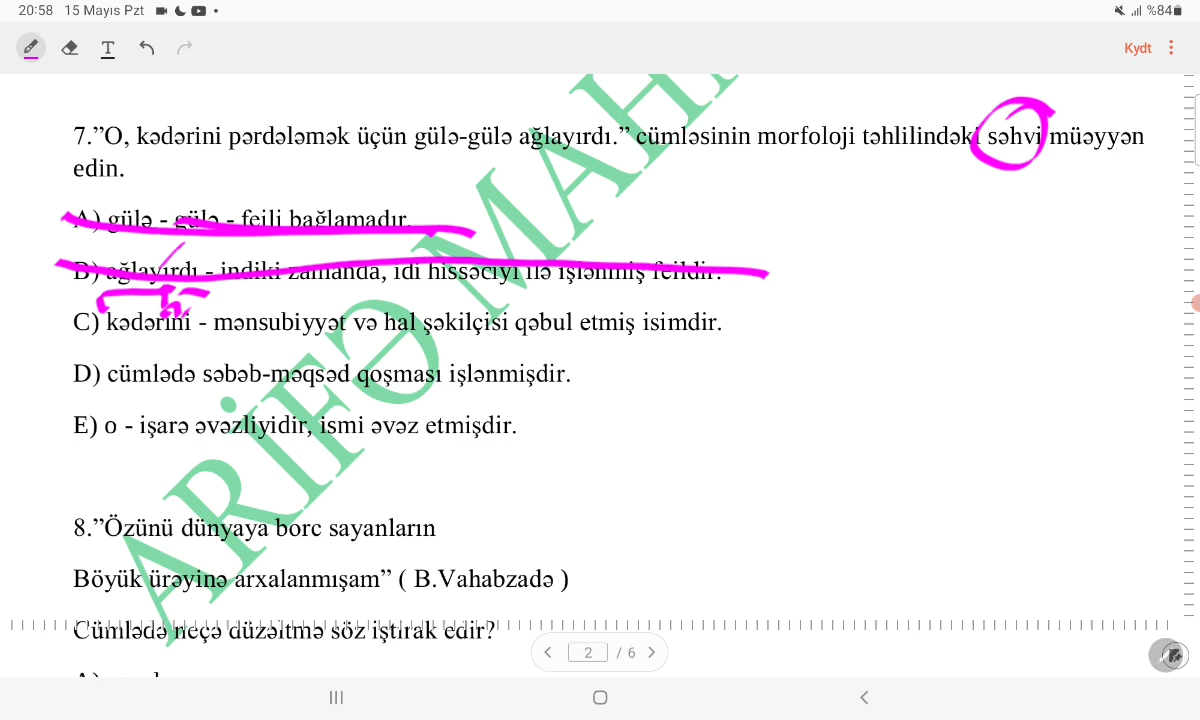 20:58 15 Mayıs Pzt • %84
T Kydt
7.”O, kədərini pərdələmək üçün gülə-gülə ağlayırdı.” cümləsinin morfoloji təhlilindəki səhvi müəyyən
edin.
A) gülə - gülə - feili bağlamadır.
B) ağlayırdı - indiki zamanda, idi hissəciyi ilə işlənmiş feildir.
C) kədərini - mənsubiyyət və hal şəkilçisi qəbul etmiş isimdir.
D) cümlədə səbəb-məqsəd qoşması işlənmişdir.
E) o - işarə əvəzliyidir, ismi əvəz etmişdir.
ARİFƏ MAH
8.”Özünü dünyaya borc sayanların
Böyük ürəyinə arxalanmışam” ( B.Vahabzadə )
Cümlədə neçə düzəltmə söz iştirak edir?
2 / 6